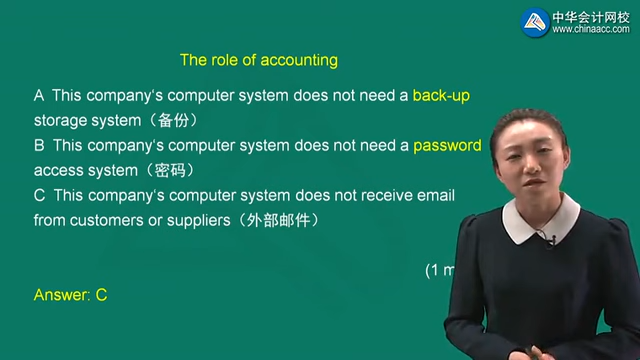 中华会计网校
www.chinaacc.com
The role of accounting
A This company's computer system does not need a back-up
storage system（备份）
B This company's computer system does not need a password
access system（密码）
C This company's computer system does not receive email
from customers or suppliers（外部邮件）
(1 m
Answer: C